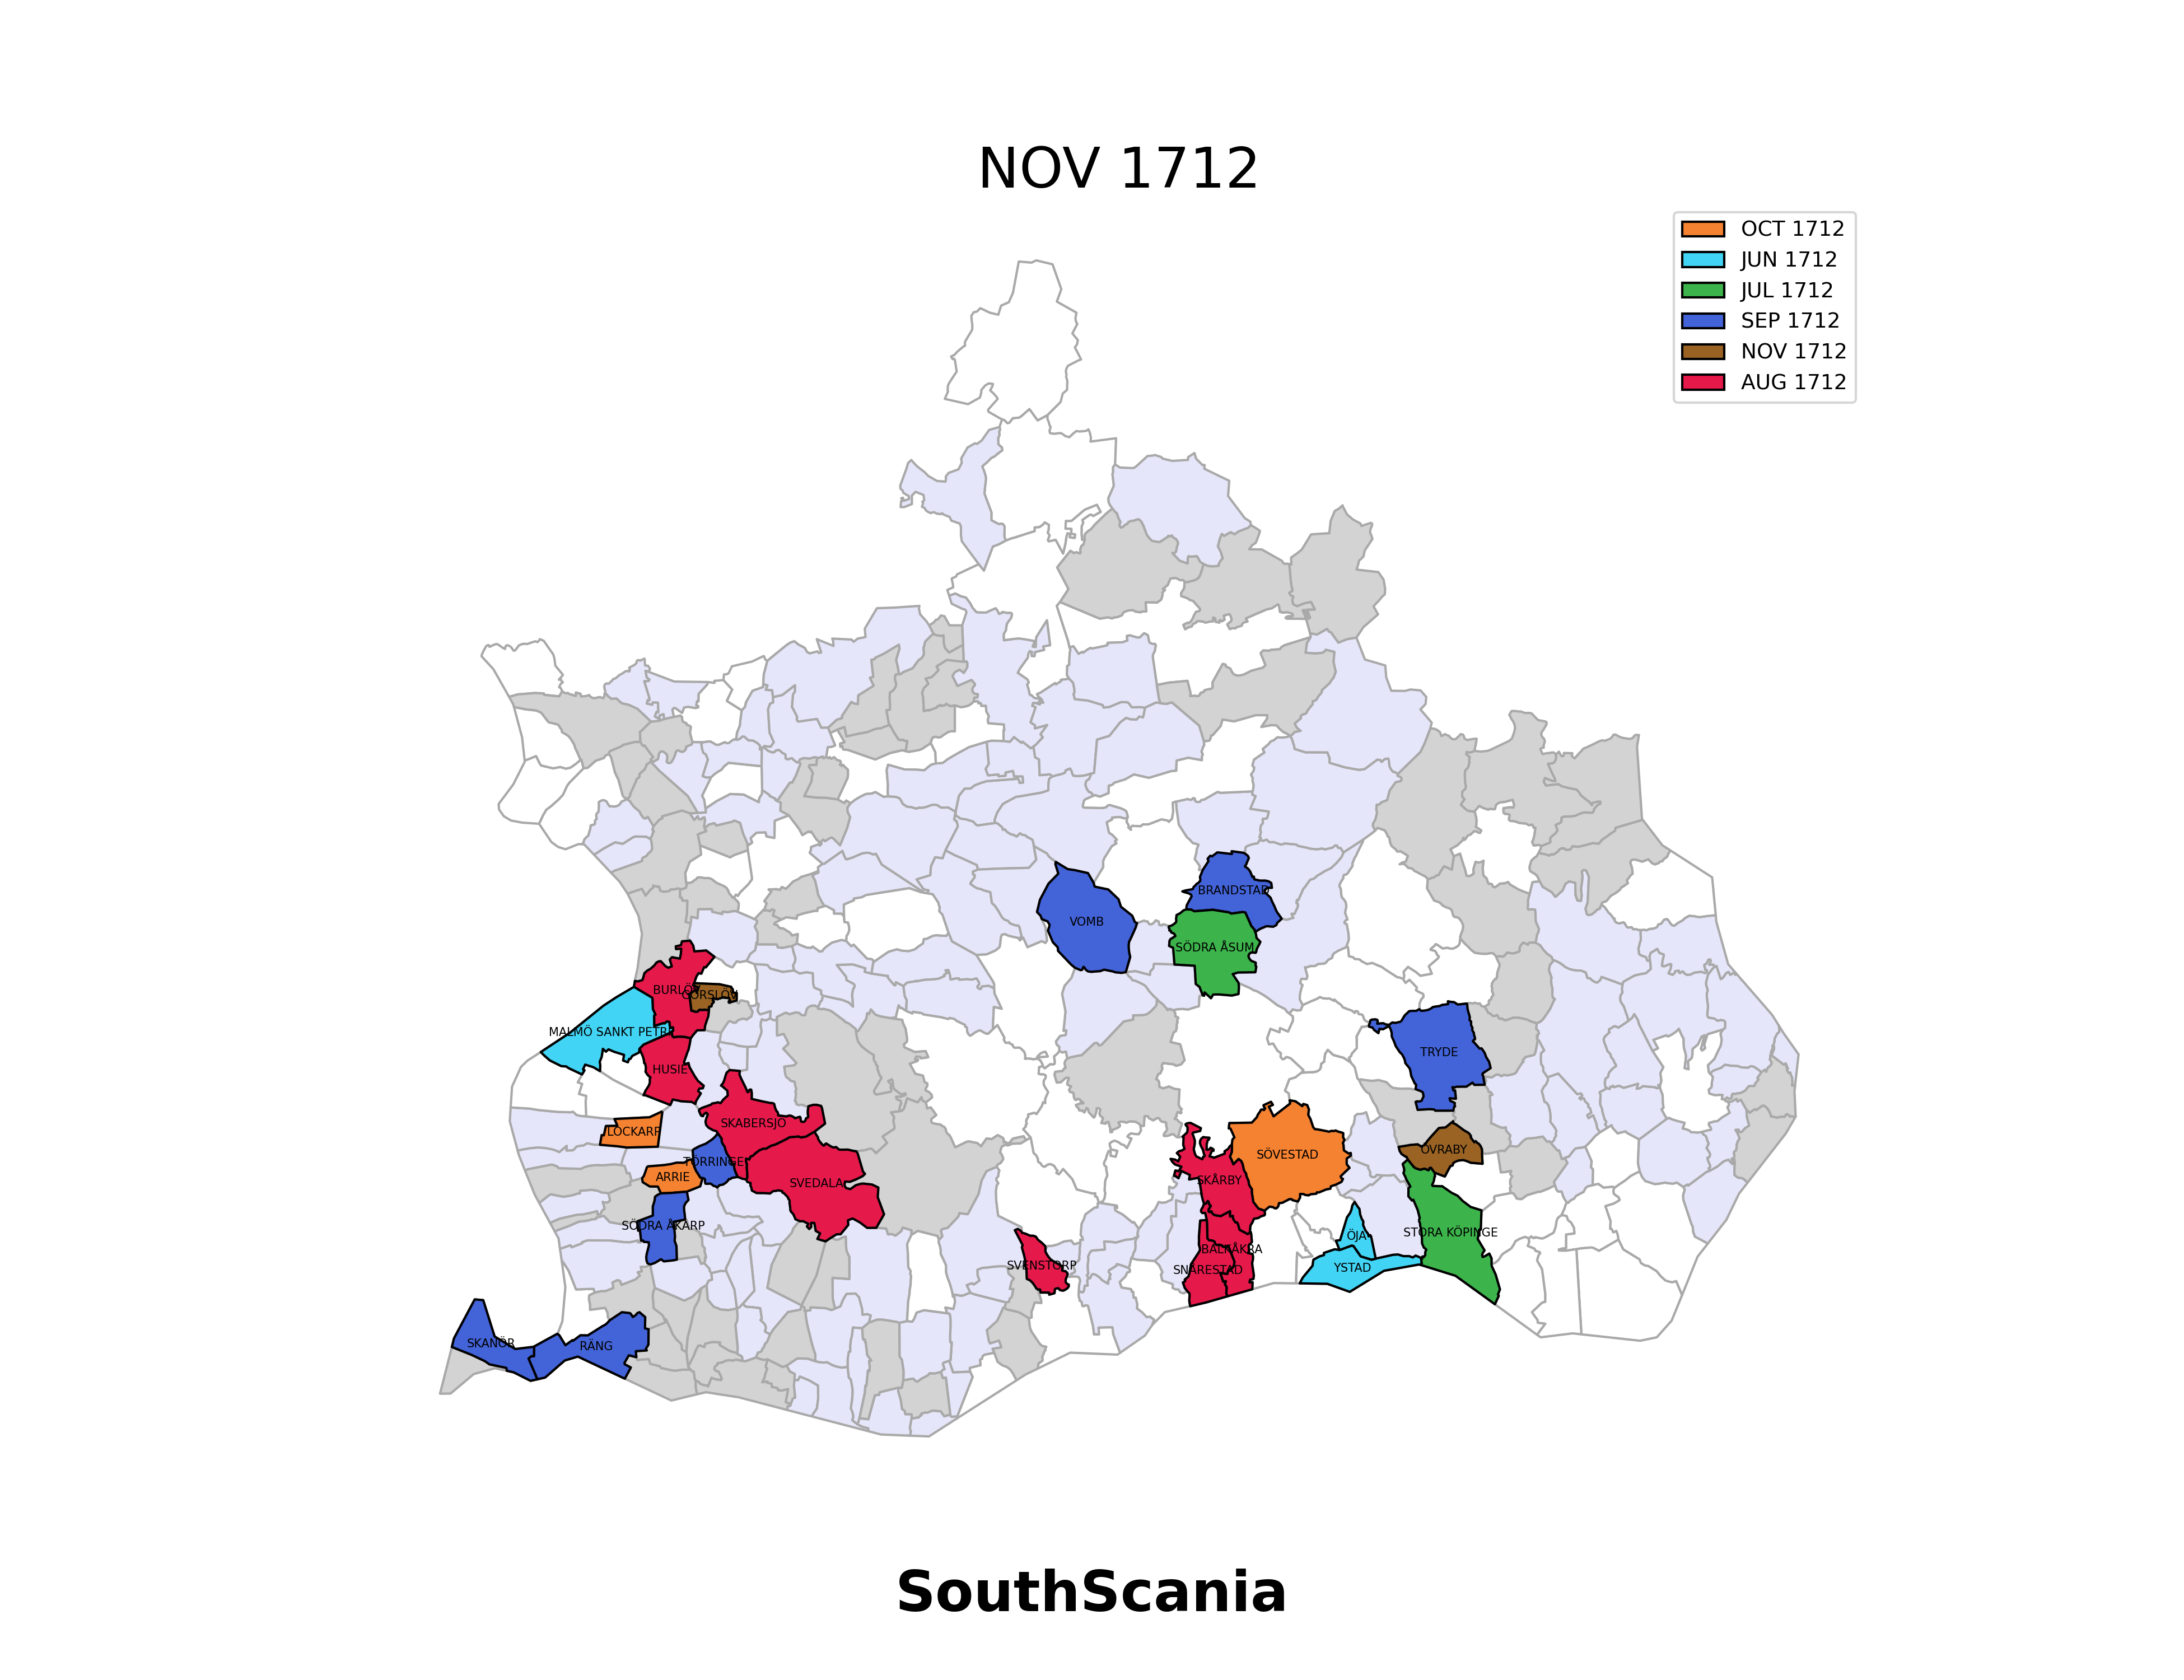 NOV 1712
OCT 1712
JUN 1712
JUL 1712
SEP 1712
NOV 1712
AUG 1712
BRANDSTAD
VOMB
SÖDRA ÅSUM
BURLÖV
GÖRSLÖV
MALMÖ SANKT PETRI
TRYDE
HUSIE
SKABERSJÖ
LOCKARP
ÖVRABY
SÖVESTAD
TÖRRINGE
ARRIE
SKÅRBY
SVEDALA
SÖDRA ÅKARP
STORA KÖPINGE
ÖJA
BALKÅKRA
SVENSTORP
YSTAD
SNÅRESTAD
SKANÖR
RÄNG
SouthScania